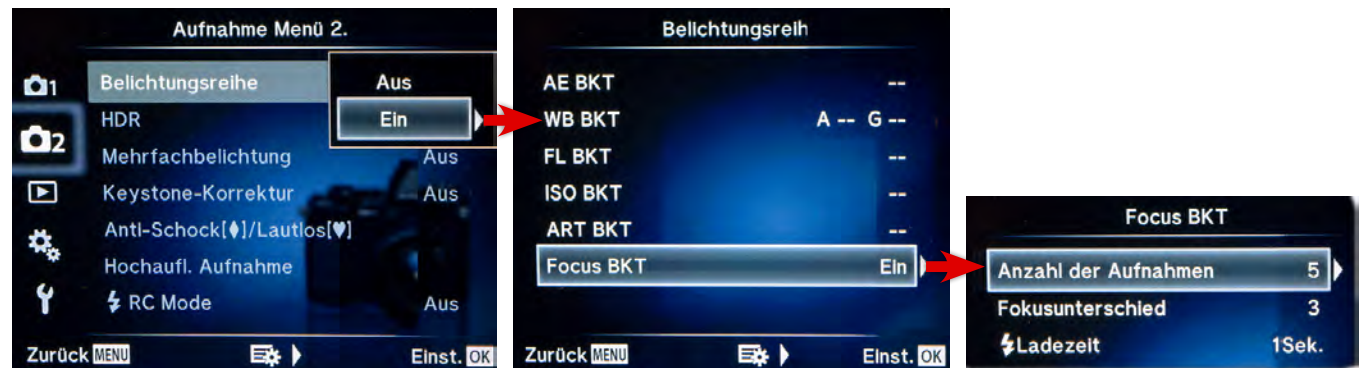 Aufnahme Menü 2.
1
Belichtungsreihe
Aus
HDR
Ein
2
Mehrfachbelichtung Aus
Keystone-Korrektur Aus
Anti-Schock[♦]/Lautlos[♥]
Hochaufl. Aufnahme
RC Mode Aus
Zurück MENU Einst. OK
Belichtungsreih
AE BKT --
WB BKT A -- G --
FL BKT --
ISO BKT --
ART BKT --
Focus BKT Ein
Zurück MENU Einst. OK
Focus BKT
Anzahl der Aufnahmen 5
Fokusunterschied 3
Ladezeit 1Sek.